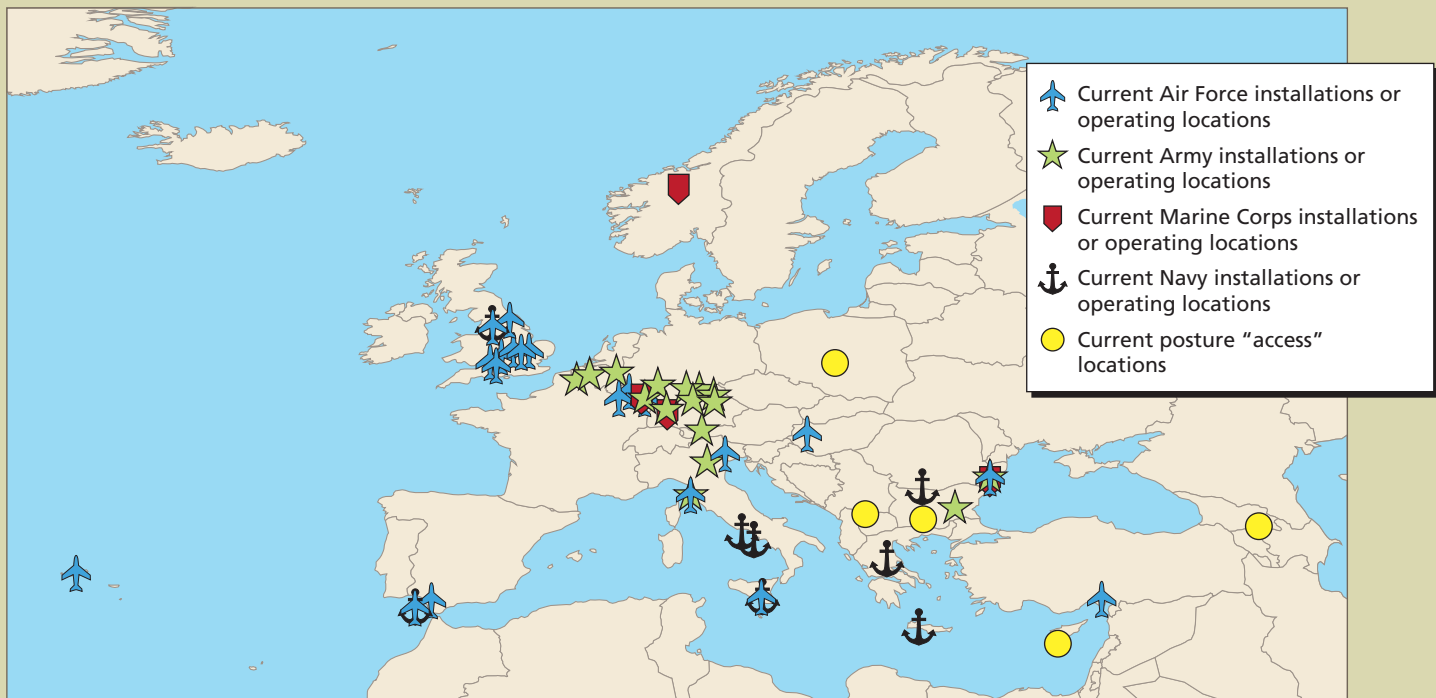 Current Air Force installations or
operating locations
Current Army installations or
operating locations
Current Marine Corps installations
or operating locations
Current Navy installations or
operating locations
Current posture “access”
locations